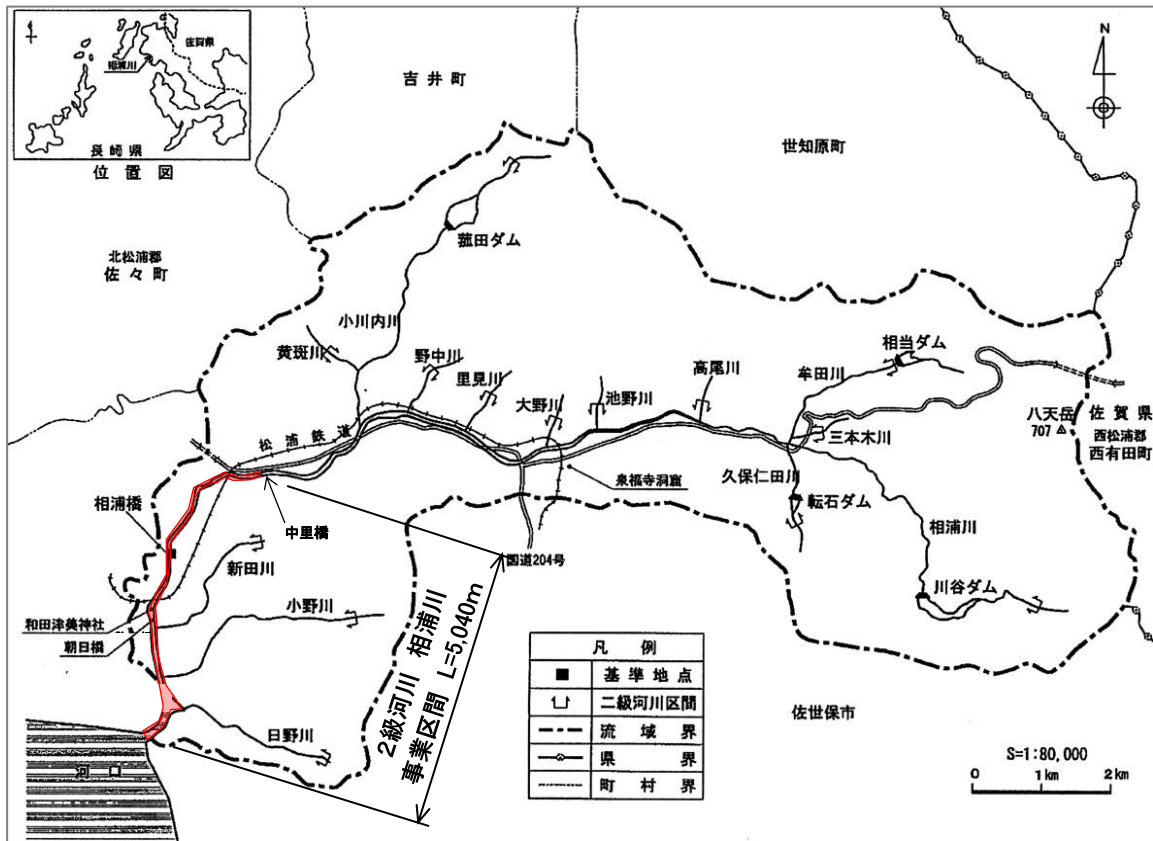 佐賀県
相浦川
長崎県
位置図
吉井町
世知原町
N
北松浦郡
佐々町
菰田ダム
小川内川
黄斑川
野中川
里見川
大野川
池野川
高尾川
牟田川
相当ダム
三本木川
八天岳
707
佐賀県
西松浦郡
西有田町
松浦鉄道
泉福寺洞窟
久保仁田川
転石ダム
相浦川
川谷ダム
相浦橋
中里橋
国道204号
新田川
小野川
和田津美神社
朝日橋
日野川
河口
2級河川 相浦川
事業区間 L=5,040m
凡例
■ 基準地点
二級河川区間
流域界
県界
町村界
佐世保市
S=1:80,000
0 1km 2km